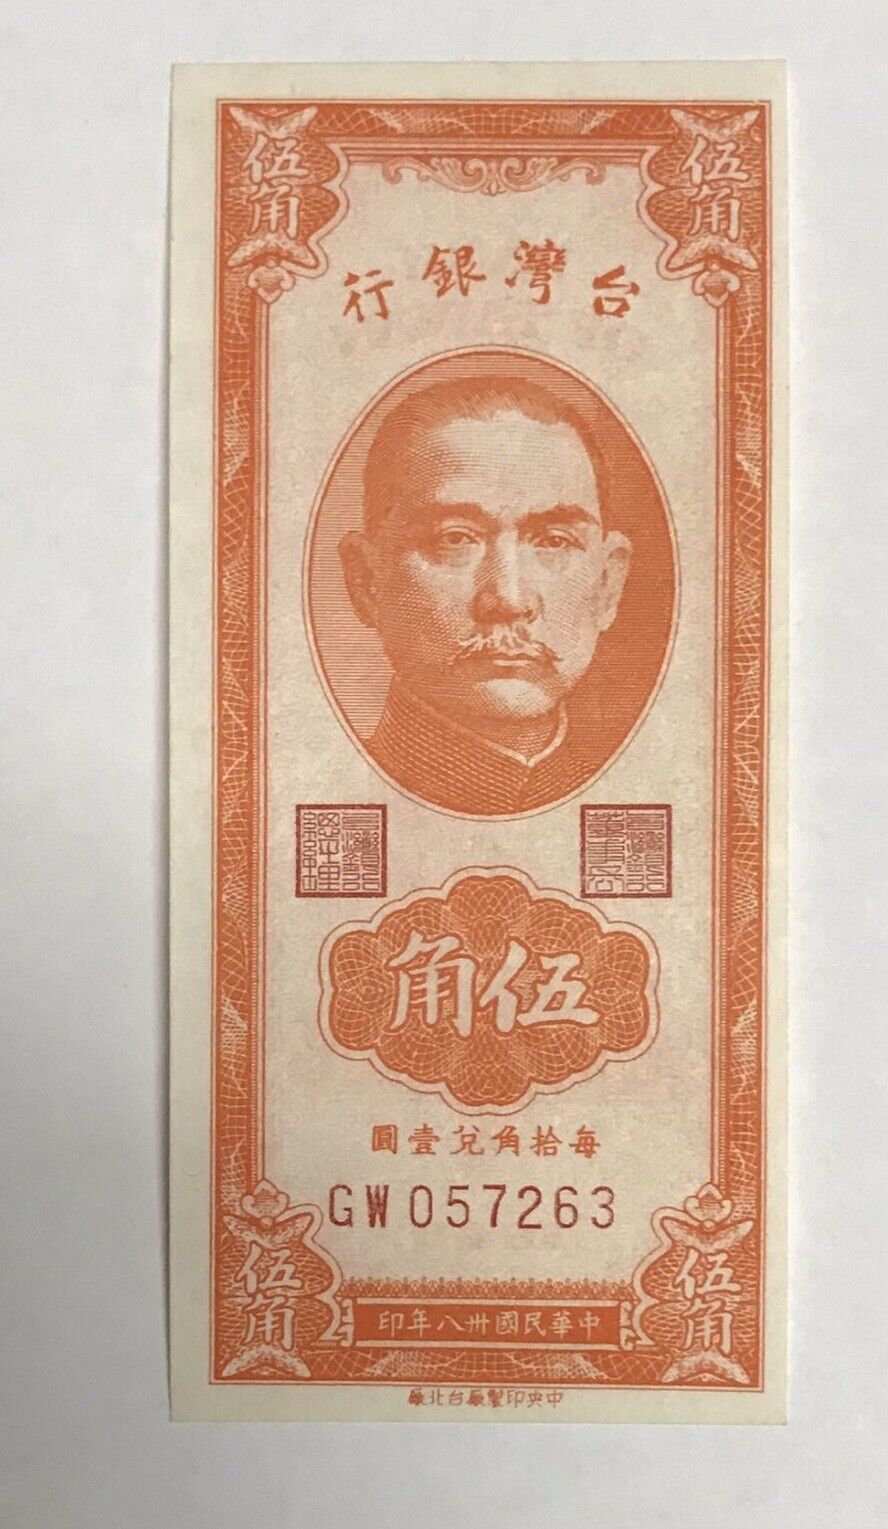 伍角
伍角
台灣銀行
伍角
每拾角兌壹圓
GW057263
伍角
伍角
中華民國卅八年印
中央印製廠台北廠